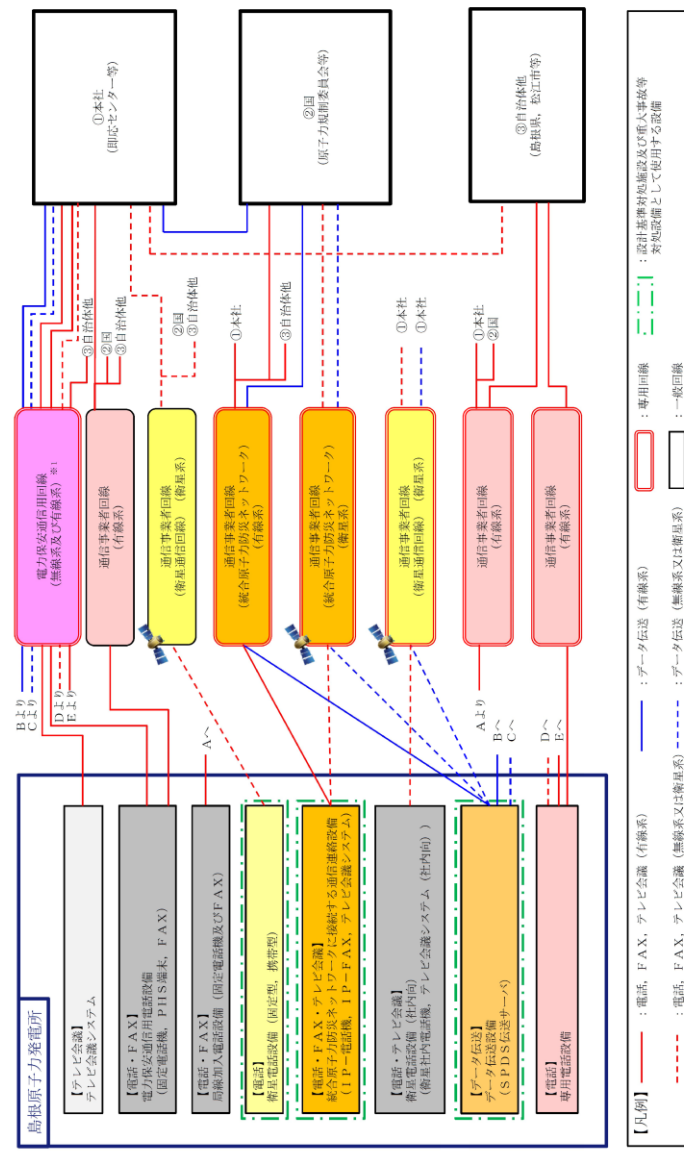 島根原子力発電所
【テレビ会議】
テレビ会議システム
【電話・FAX】
電力保安通信用電話設備
(固定電話機,PHS端末,FAX)
【電話・FAX】
局線加入電話設備(固定電話機及びFAX)
【電話】
衛星電話設備(固定型,携帯型)
【電話・FAX・テレビ会議】
統合原子力防災ネットワークに接続する通信連絡設備
(IP-電話機,IP-FAX,テレビ会議システム)
【電話・テレビ会議】
衛星電話設備(社内向)
(衛星社内電話機,テレビ会議システム(社内向))
【データ伝送】
データ伝送設備
(SPDS伝送サーバ)
【電話】
専用電話設備
Bより
Cより
Dより
Eより
Aへ
Aより
Bへ
Cへ
Dへ
Eへ
電力保安通信用回線
(無線系及び有線系)※1
通信事業者回線
(有線系)
通信事業者回線
(衛星通信回線)(衛星系)
通信事業者回線
(統合原子力防災ネットワーク)
(有線系)
通信事業者回線
(統合原子力防災ネットワーク)
(衛星系)
通信事業者回線
(衛星通信回線)(衛星系)
通信事業者回線
(有線系)
通信事業者回線
(有線系)
③自治体他
②国
③自治体他
②国
③自治体他
①本社
③自治体他
①本社
①本社
①本社
②国
①本社
(即応センター等)
②国
(原子力規制委員会等)
③自治体他
(島根県,松江市等)
【凡例】
:電話,FAX,テレビ会議(有線系)
:データ伝送(有線系)
:専用回線
:設計基準対処施設及び重大事故等
対処設備として使用する設備
:電話,FAX,テレビ会議(無線系又は衛星系)
:データ伝送(無線系又は衛星系)
:一般回線